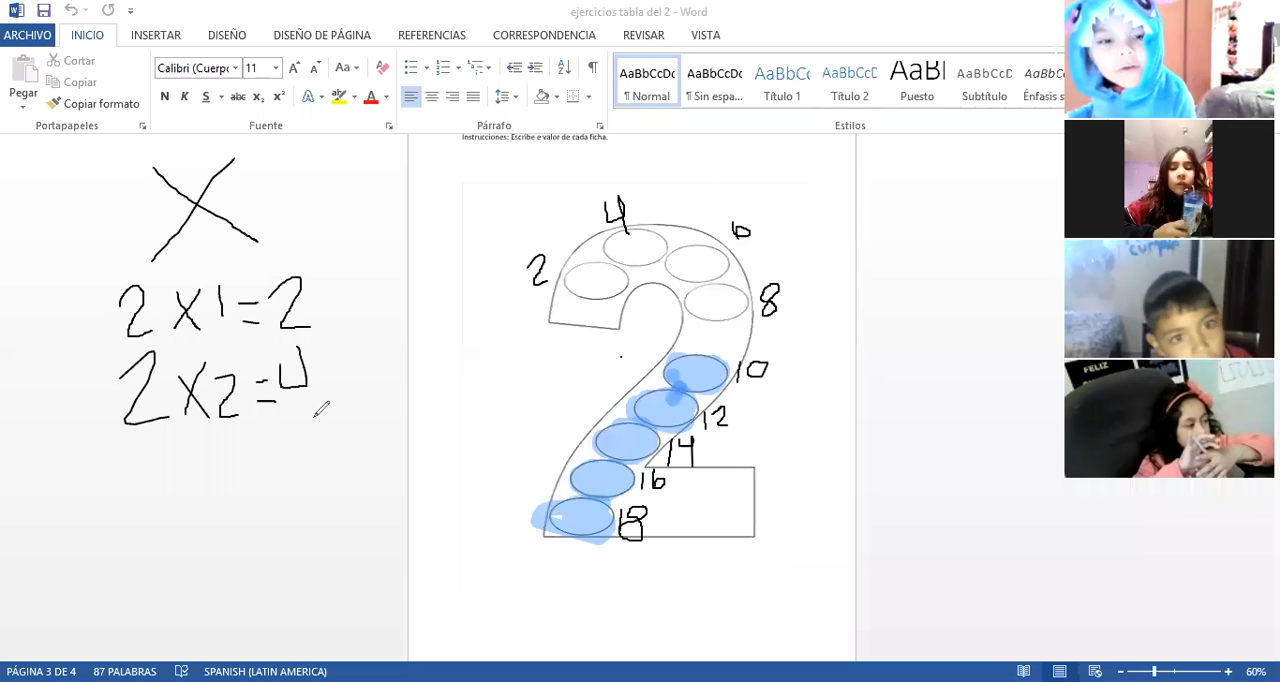 ejercicios tabla del 2 - Word
ARCHIVO INICIO INSERTAR DISEÑO DISEÑO DE PÁGINA REFERENCIAS CORRESPONDENCIA REVISAR VISTA
Cortar
Copiar
Copiar formato
Pegar
Portapapeles
Calibri (Cuerpo 11
Fuente
Párrafo
AaBbCcDc AaBbCcDc AaBbCc AaBbCcD AaBl AaBbCcD AaBbCcD
¶ Normal ¶ Sin espa... Título 1 Título 2 Puesto Subtítulo Énfasis s
Estilos
Instrucciones: Escribe e valor de cada ficha.
X
2 X 1 = 2
2 X 2 = 4
2
4
6
8
10
12
14
16
18
FELIZ
PÁGINA 3 DE 4 87 PALABRAS SPANISH (LATIN AMERICA) 60%